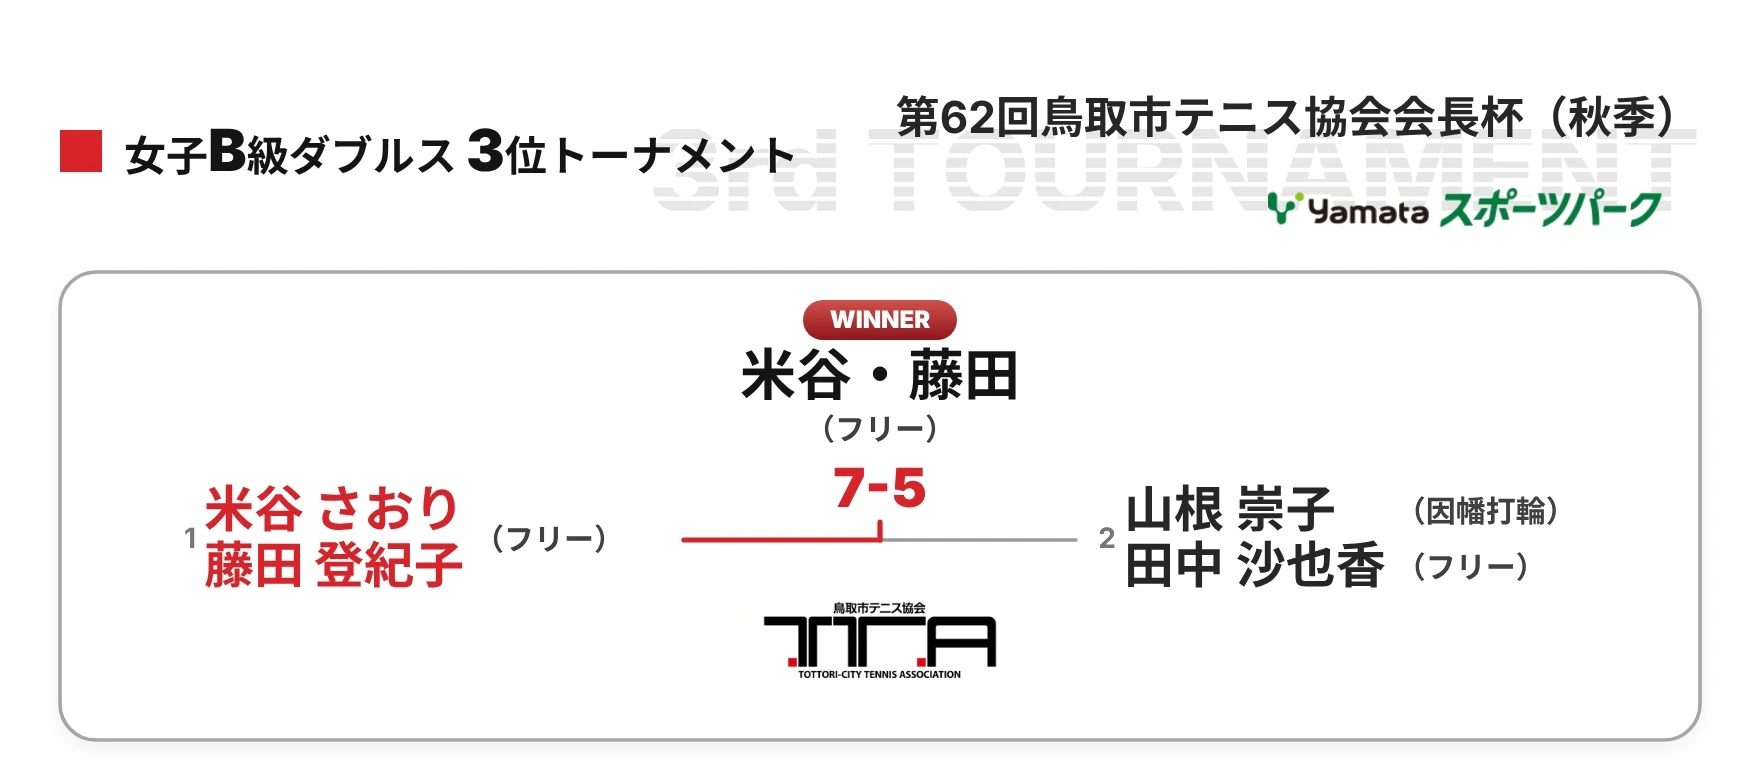 第62回鳥取市テニス協会会長杯（秋季）
女子B級ダブルス 3位トーナメント
3rd TOURNAMENT
Yamata スポーツパーク
WINNER
米谷・藤田
（フリー）
7-5
1 米谷 さおり
藤田 登紀子
（フリー）
2 山根 崇子 （因幡打輪）
田中 沙也香 （フリー）
鳥取市テニス協会
TTA
TOTTORI-CITY TENNIS ASSOCIATION